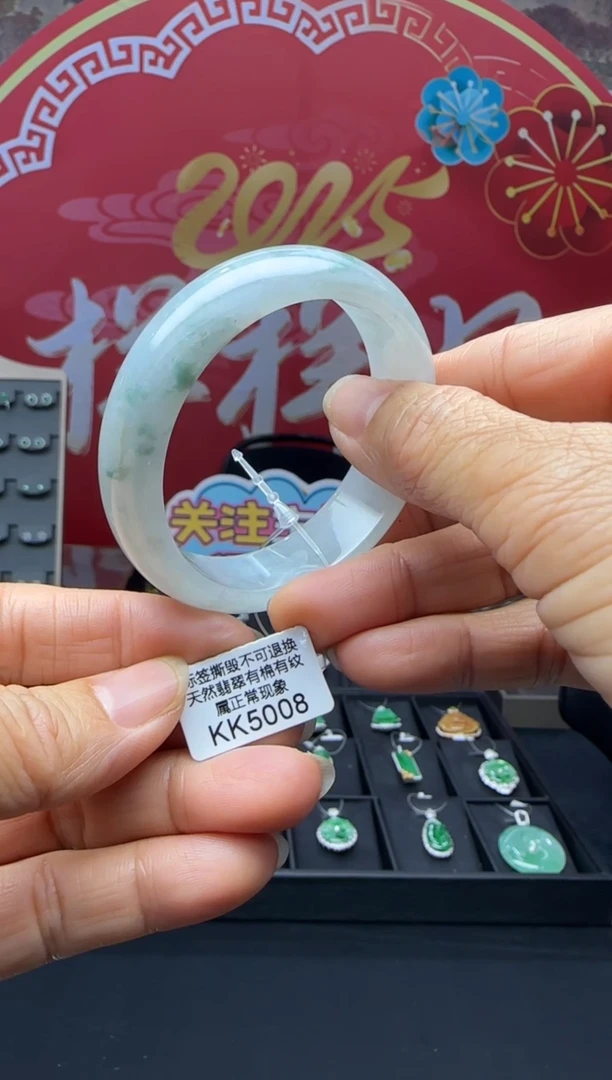 2025
关注
标签撕毁不可退换
天然翡翠有棉有纹
属正常现象
KK5008